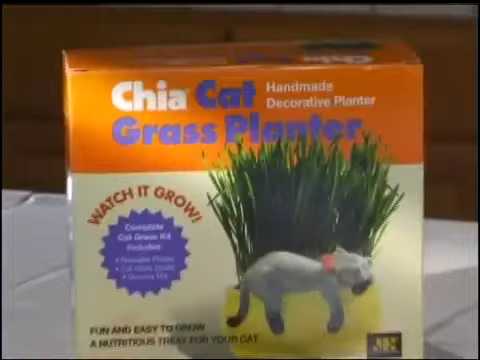 Chia Cat
Grass Planter
Handmade
Decorative Planter
WATCH IT GROW!
Complete
Cat Grass Kit
Includes:
FUN AND EASY TO GROW
A NUTRITIOUS TREAT FOR YOUR CAT